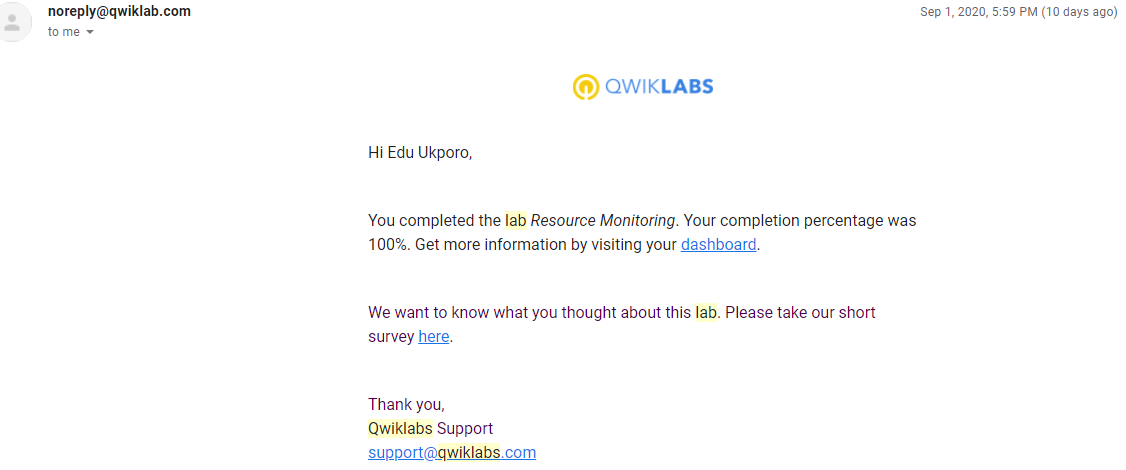 noreply@qwiklab.com
Sep 1, 2020, 5:59 PM (10 days ago)
to me
QWIKLABS
Hi Edu Ukporo,
You completed the lab Resource Monitoring. Your completion percentage was
100%. Get more information by visiting your dashboard.
We want to know what you thought about this lab. Please take our short
survey here.
Thank you,
Qwiklabs Support
support@qwiklabs.com